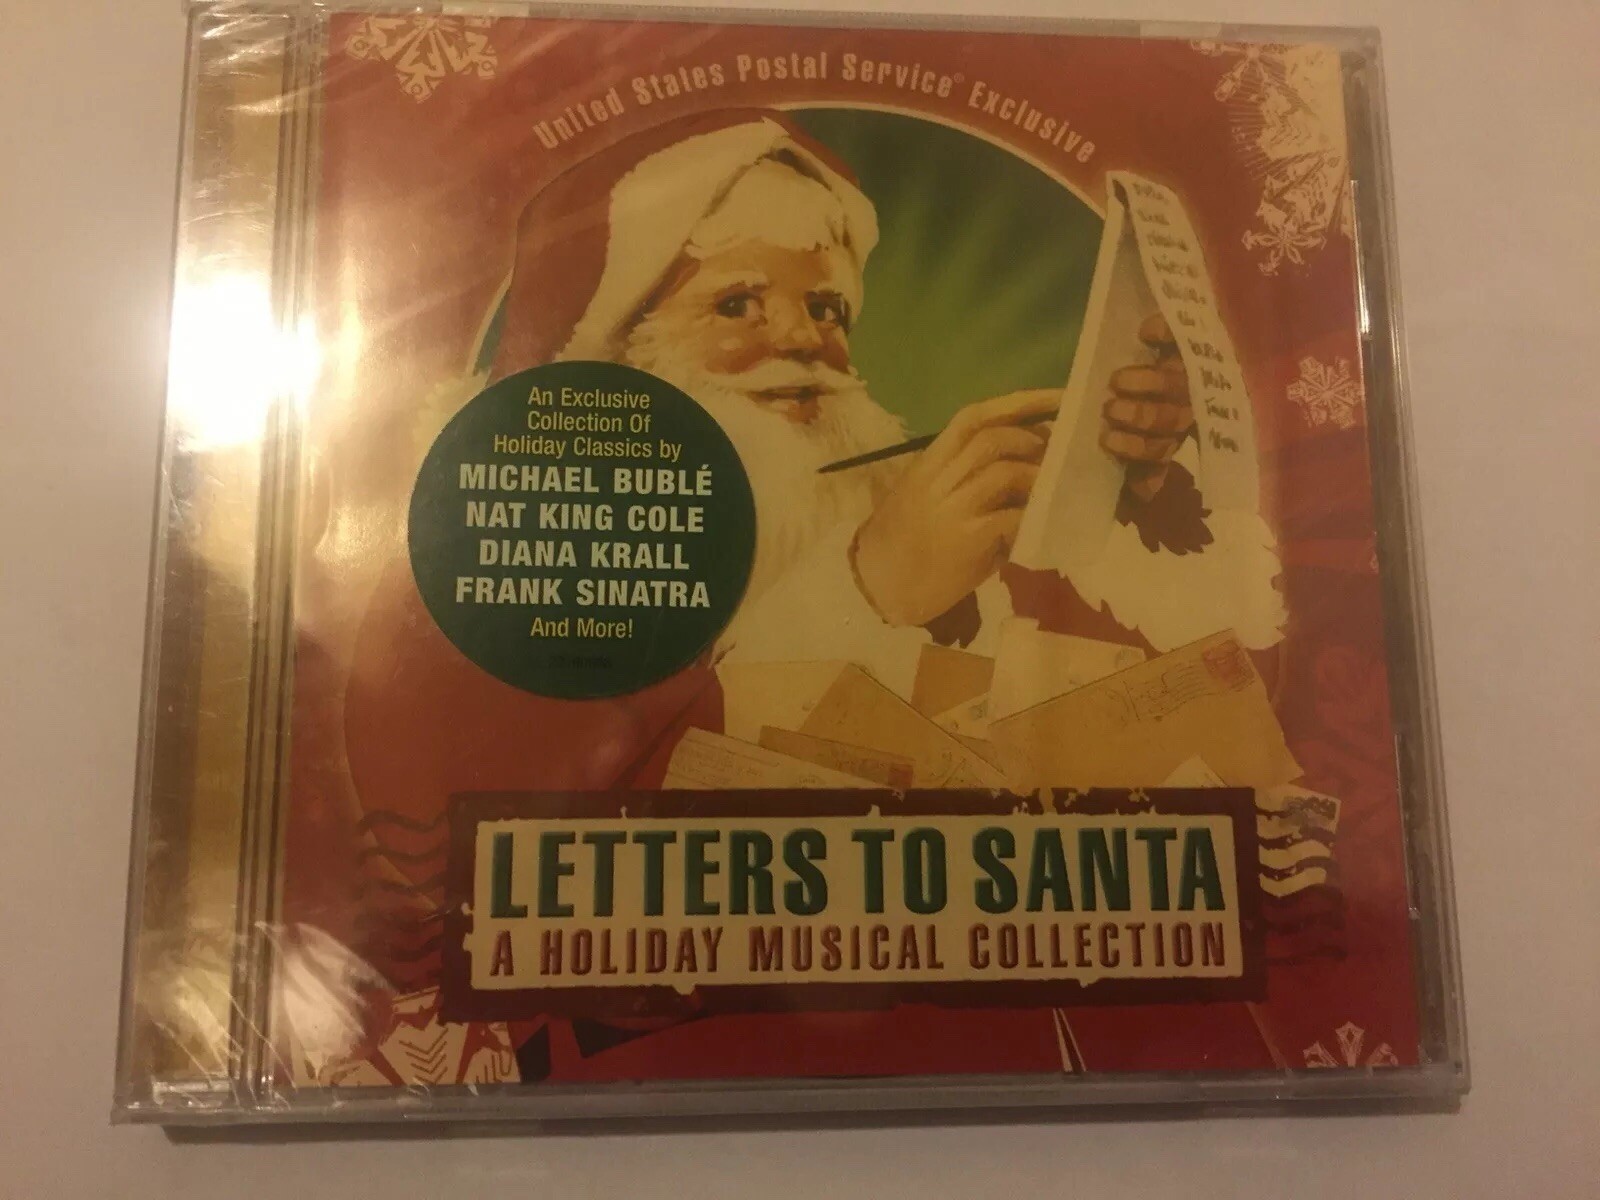 United States Postal Service® Exclusive
An Exclusive
Collection Of
Holiday Classics by
MICHAEL BUBLÉ
NAT KING COLE
DIANA KRALL
FRANK SINATRA
And More!
LETTERS TO SANTA
A HOLIDAY MUSICAL COLLECTION